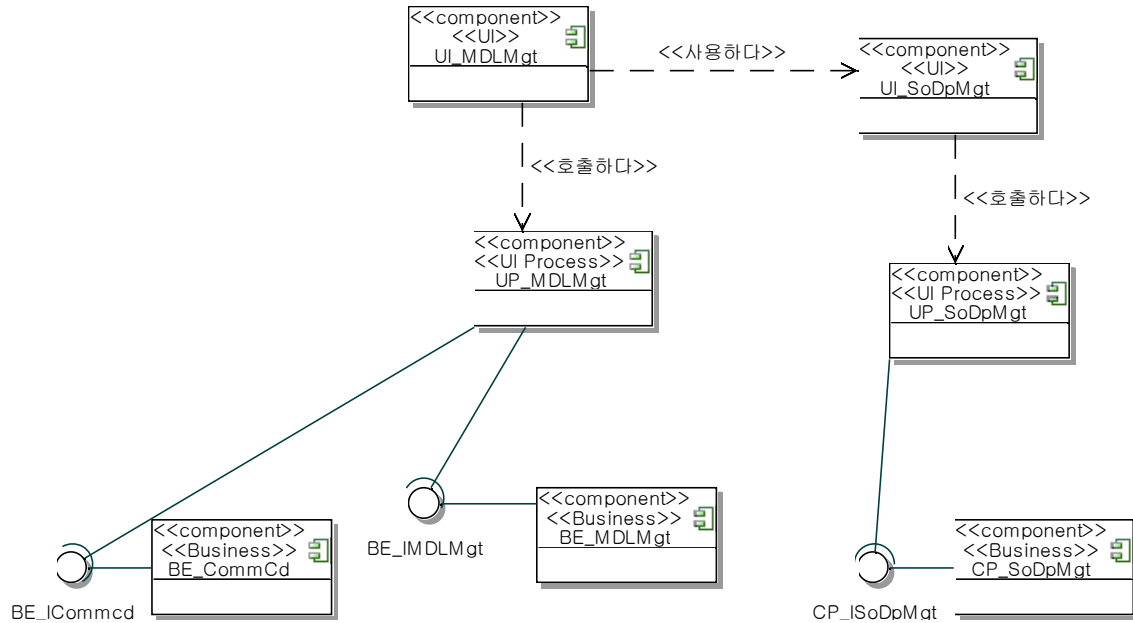 <<component>>
<<UI>>
UI_MDLMgt
<<사용하다>>
<<component>>
<<UI>>
UI_SoDpMgt
<<호출하다>>
<<호출하다>>
<<component>>
<<UI Process>>
UP_MDLMgt
<<component>>
<<UI Process>>
UP_SoDpMgt
<<component>>
<<Business>>
BE_MDLMgt
BE_IMDLMgt
<<component>>
<<Business>>
BE_CommCd
BE_ICommcd
<<component>>
<<Business>>
CP_SoDpMgt
CP_ISoDpMgt